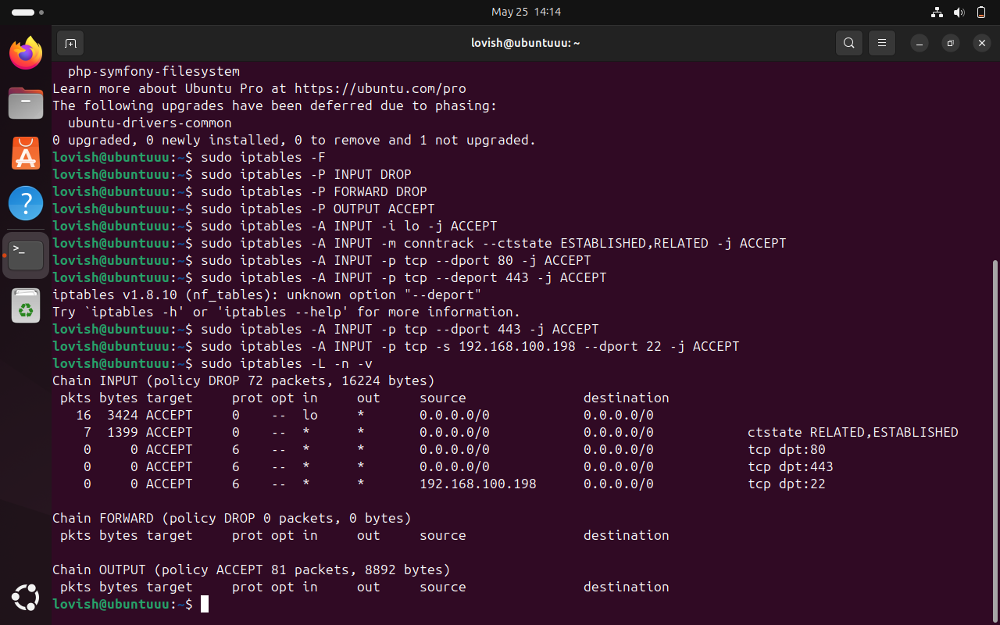 May 25 14:14
lovish@ubuntuuu: ~
php-symfony-filesystem
Learn more about Ubuntu Pro at https://ubuntu.com/pro
The following upgrades have been deferred due to phasing:
  ubuntu-drivers-common
0 upgraded, 0 newly installed, 0 to remove and 1 not upgraded.
lovish@ubuntuuu:~$ sudo iptables -F
lovish@ubuntuuu:~$ sudo iptables -P INPUT DROP
lovish@ubuntuuu:~$ sudo iptables -P FORWARD DROP
lovish@ubuntuuu:~$ sudo iptables -P OUTPUT ACCEPT
lovish@ubuntuuu:~$ sudo iptables -A INPUT -i lo -j ACCEPT
lovish@ubuntuuu:~$ sudo iptables -A INPUT -m conntrack --ctstate ESTABLISHED,RELATED -j ACCEPT
lovish@ubuntuuu:~$ sudo iptables -A INPUT -p tcp --dport 80 -j ACCEPT
lovish@ubuntuuu:~$ sudo iptables -A INPUT -p tcp --deport 443 -j ACCEPT
iptables v1.8.10 (nf_tables): unknown option "--deport"
Try `iptables -h' or 'iptables --help' for more information.
lovish@ubuntuuu:~$ sudo iptables -A INPUT -p tcp --dport 443 -j ACCEPT
lovish@ubuntuuu:~$ sudo iptables -A INPUT -p tcp -s 192.168.100.198 --dport 22 -j ACCEPT
lovish@ubuntuuu:~$ sudo iptables -L -n -v
Chain INPUT (policy DROP 72 packets, 16224 bytes)
 pkts bytes target     prot opt in     out     source               destination
   16  3424 ACCEPT     0    --  lo     *       0.0.0.0/0            0.0.0.0/0
    7  1399 ACCEPT     0    --  *      *       0.0.0.0/0            0.0.0.0/0            ctstate RELATED,ESTABLISHED
    0     0 ACCEPT     6    --  *      *       0.0.0.0/0            0.0.0.0/0            tcp dpt:80
    0     0 ACCEPT     6    --  *      *       0.0.0.0/0            0.0.0.0/0            tcp dpt:443
    0     0 ACCEPT     6    --  *      *       192.168.100.198      0.0.0.0/0            tcp dpt:22
Chain FORWARD (policy DROP 0 packets, 0 bytes)
 pkts bytes target     prot opt in     out     source               destination
Chain OUTPUT (policy ACCEPT 81 packets, 8892 bytes)
 pkts bytes target     prot opt in     out     source               destination
lovish@ubuntuuu:~$